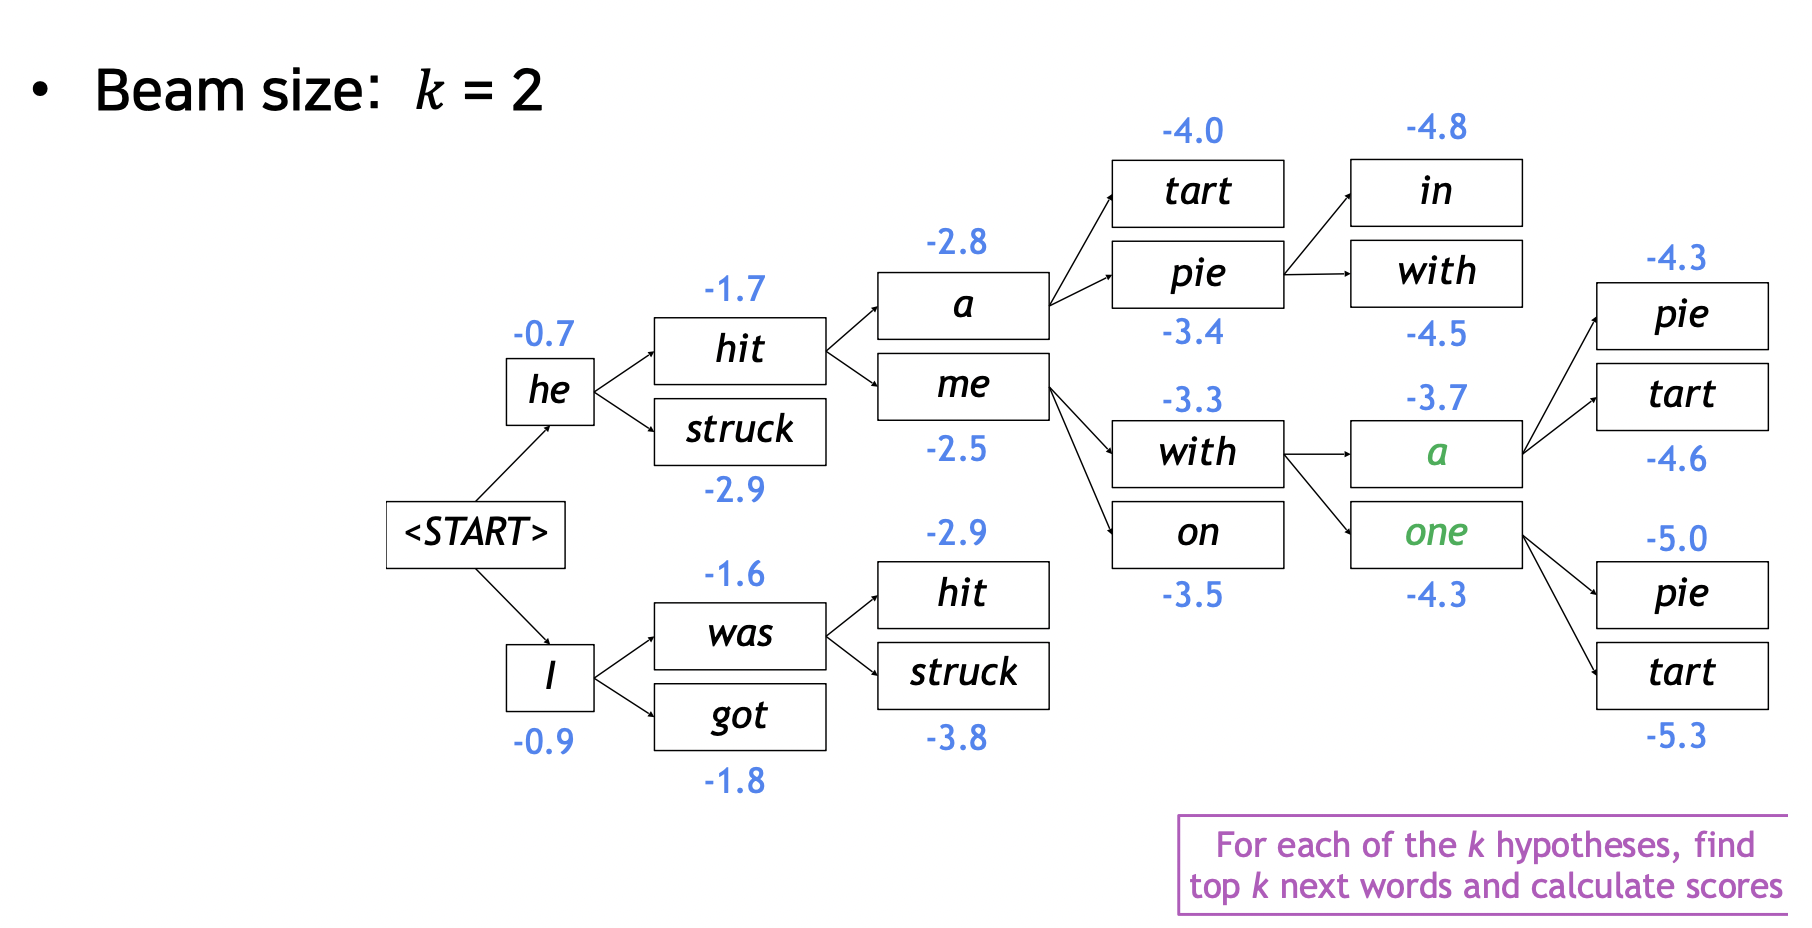 • Beam size: k = 2
-4.0
-4.8
tart
in
-2.8
pie
with
-4.3
-1.7
a
-3.4
-4.5
pie
-0.7
hit
me
-3.3
-3.7
tart
he
struck
-2.5
with
a
-4.6
-2.9
<START>
-2.9
on
one
-5.0
-1.6
hit
-3.5
-4.3
pie
was
struck
tart
I
got
-3.8
-5.3
-0.9
-1.8
For each of the k hypotheses, find
top k next words and calculate scores